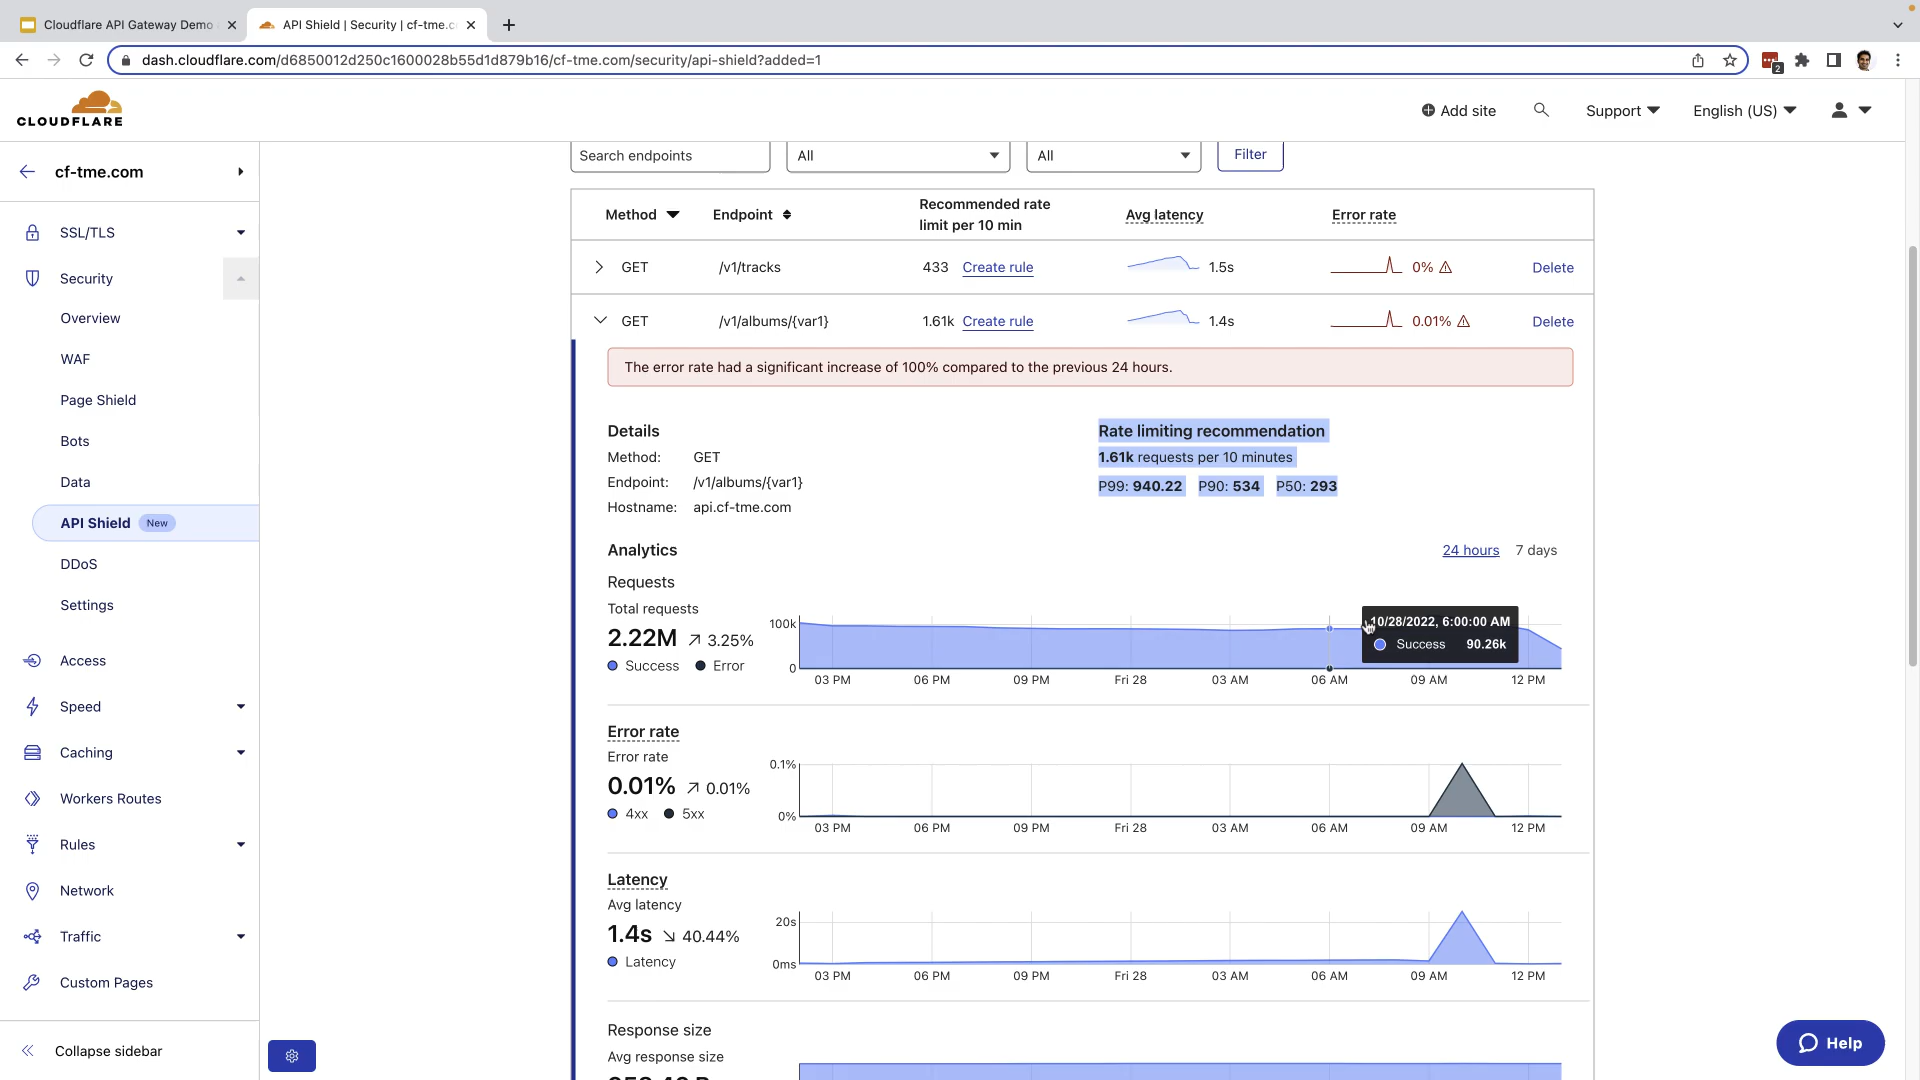 Cloudflare API Gateway Demo
API Shield | Security | cf-tme.c
dash.cloudflare.com/d6850012d250c1600028b55d1d879b16/cf-tme.com/security/api-shield?added=1
2
CLOUDFLARE
Add site
Support
English (US)
cf-tme.com
SSL/TLS
Security
Overview
WAF
Page Shield
Bots
Data
API Shield New
DDoS
Settings
Access
Speed
Caching
Workers Routes
Rules
Network
Traffic
Custom Pages
Collapse sidebar
Search endpoints
All
All
Filter
Method Endpoint Recommended rate limit per 10 min Avg latency Error rate
GET /v1/tracks 433 Create rule 1.5s 0% Delete
GET /v1/albums/{var1} 1.61k Create rule 1.4s 0.01% Delete
The error rate had a significant increase of 100% compared to the previous 24 hours.
Details
Method: GET
Endpoint: /v1/albums/{var1}
Hostname: api.cf-tme.com
Rate limiting recommendation
1.61k requests per 10 minutes
P99: 940.22 P90: 534 P50: 293
Analytics
24 hours 7 days
Requests
Total requests
2.22M 3.25%
Success Error
100k
0
03 PM 06 PM 09 PM Fri 28 03 AM 06 AM 09 AM 12 PM
10/28/2022, 6:00:00 AM
Success 90.26k
Error rate
Error rate
0.01% 0.01%
4xx 5xx
0.1%
0%
03 PM 06 PM 09 PM Fri 28 03 AM 06 AM 09 AM 12 PM
Latency
Avg latency
1.4s 40.44%
Latency
20s
0ms
03 PM 06 PM 09 PM Fri 28 03 AM 06 AM 09 AM 12 PM
Response size
Avg response size
Help